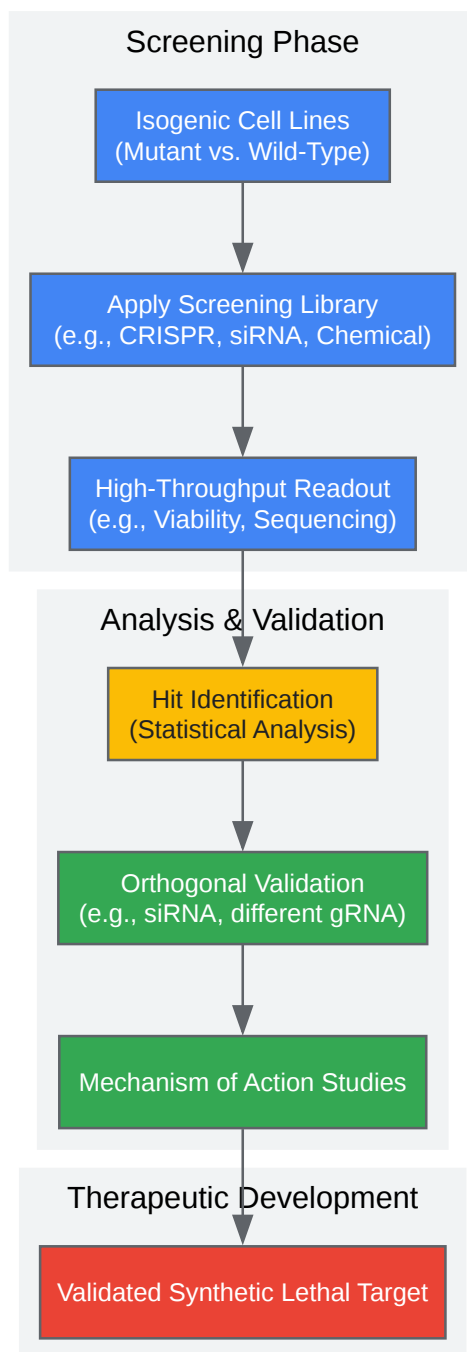 Screening Phase
Isogenic Cell Lines
(Mutant vs. Wild-Type)
Apply Screening Library
(e.g., CRISPR, siRNA, Chemical)
High-Throughput Readout
(e.g., Viability, Sequencing)
Analysis & Validation
Hit Identification
(Statistical Analysis)
Orthogonal Validation
(e.g., siRNA, different gRNA)
Mechanism of Action Studies
Therapeutic Development
Validated Synthetic Lethal Target